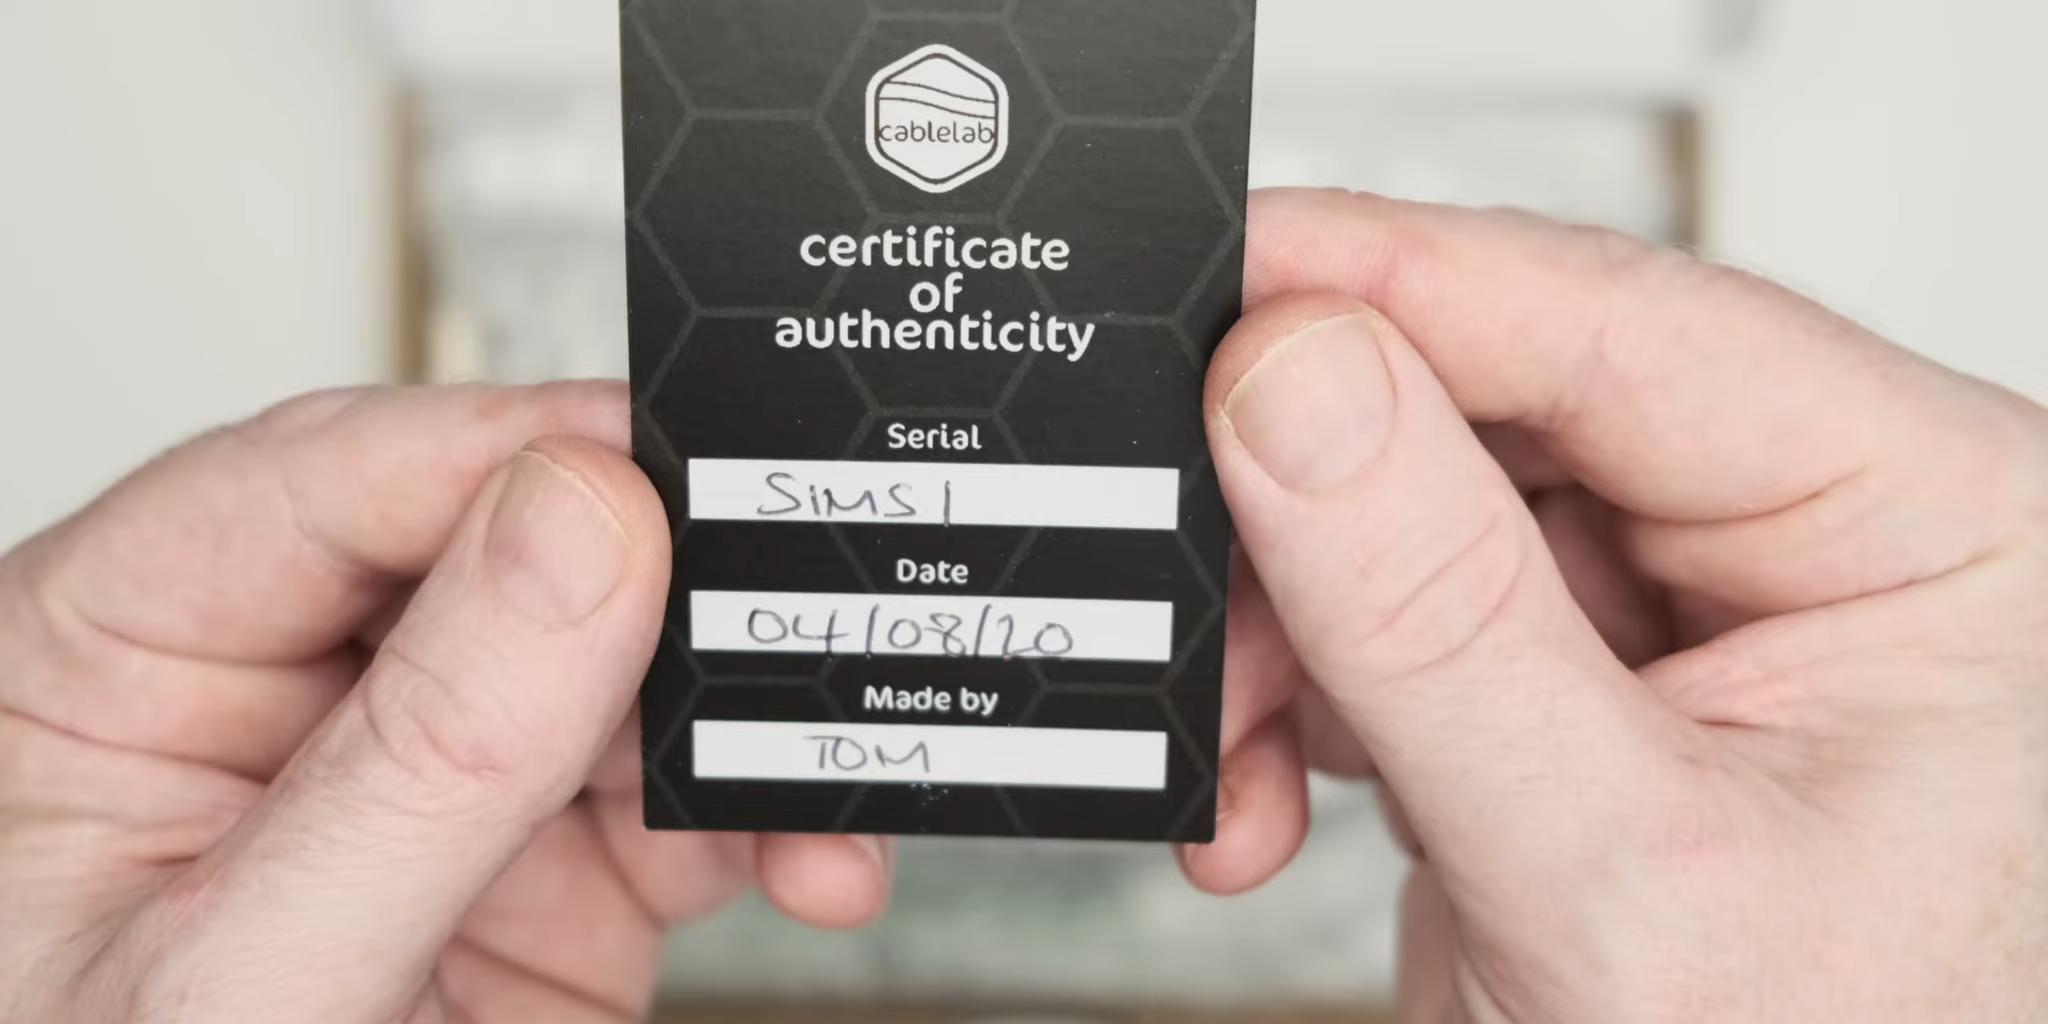 cablelab
certificate
of
authenticity
Serial
SIMS 1
Date
04/08/20
Made by
TOM